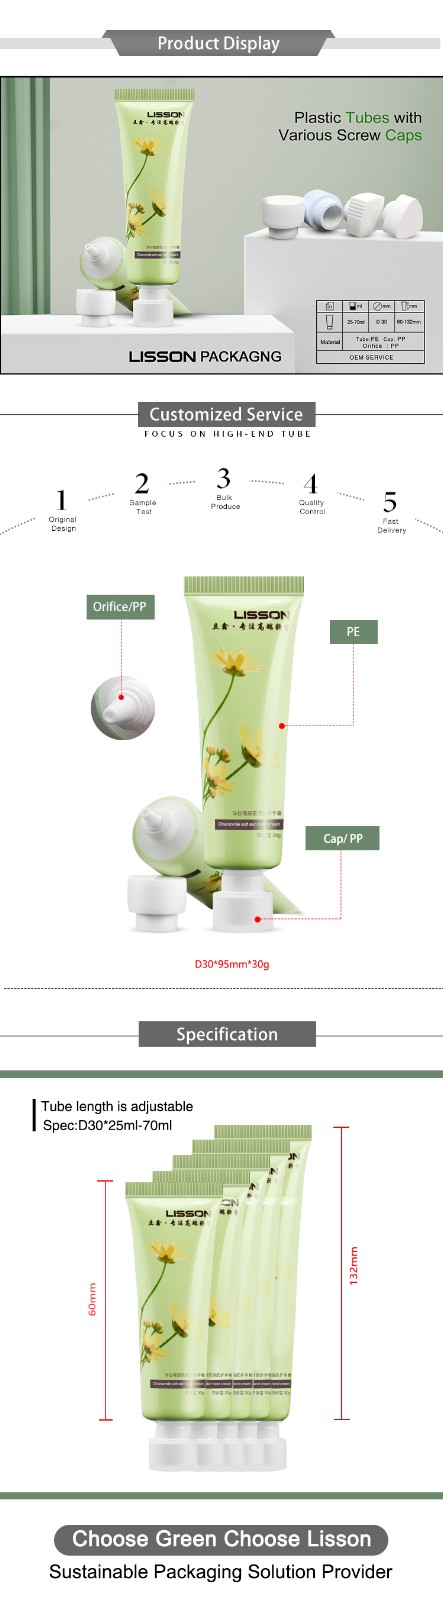 Product Display
LISSON
Plastic Tubes with
Various Screw Caps
ml
mm
mm
25-70ml
Ø 30
60-132mm
Material
Tube:PE Cap: PP
Orifice : PP
OEM SERVICE
LISSON PACKAGNG
Customized Service
FOCUS ON HIGH-END TUBE
1
Original
Design
2
Sample
Test
3
Bulk
Produce
4
Quality
Control
5
Fast
Delivery
Orifice/PP
LISSON
PE
Cap/ PP
D30*95mm*30g
Specification
Tube length is adjustable
Spec:D30*25ml-70ml
LISSON
60mm
132mm
Choose Green Choose Lisson
Sustainable Packaging Solution Provider